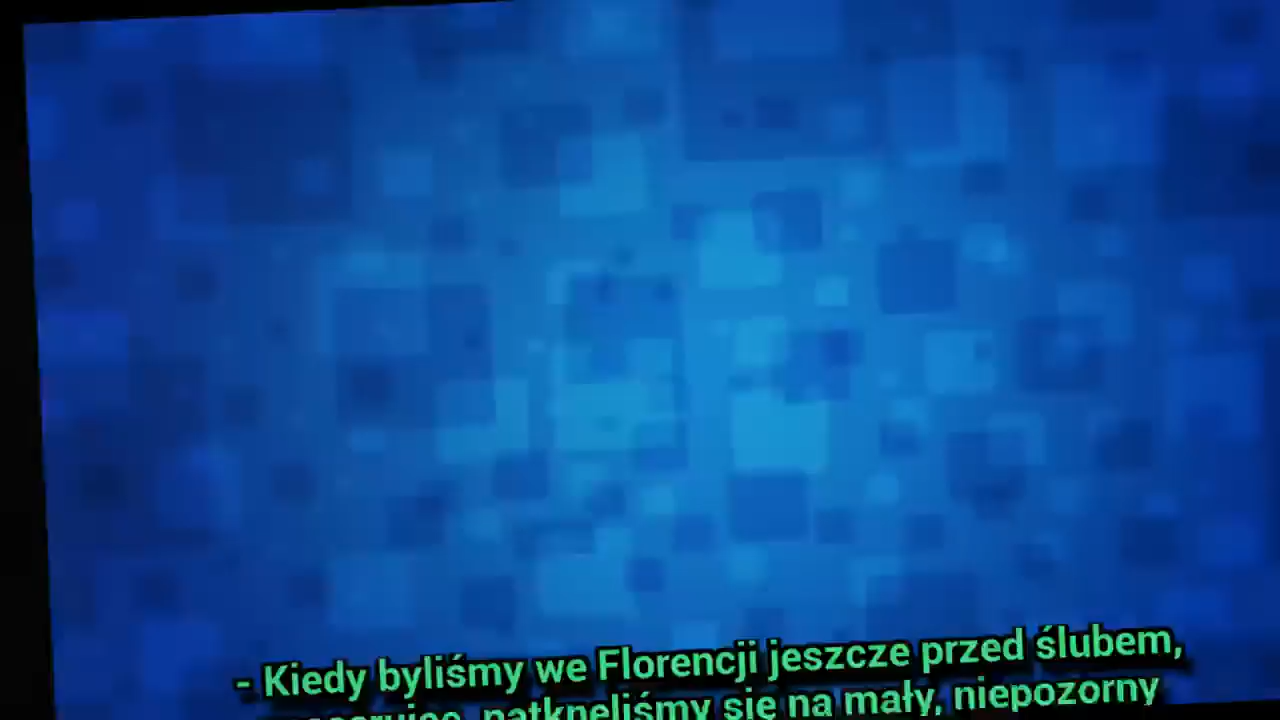 - Kiedy byliśmy we Florencji jeszcze przed ślubem,
natknęliśmy się na mały, niepozorny